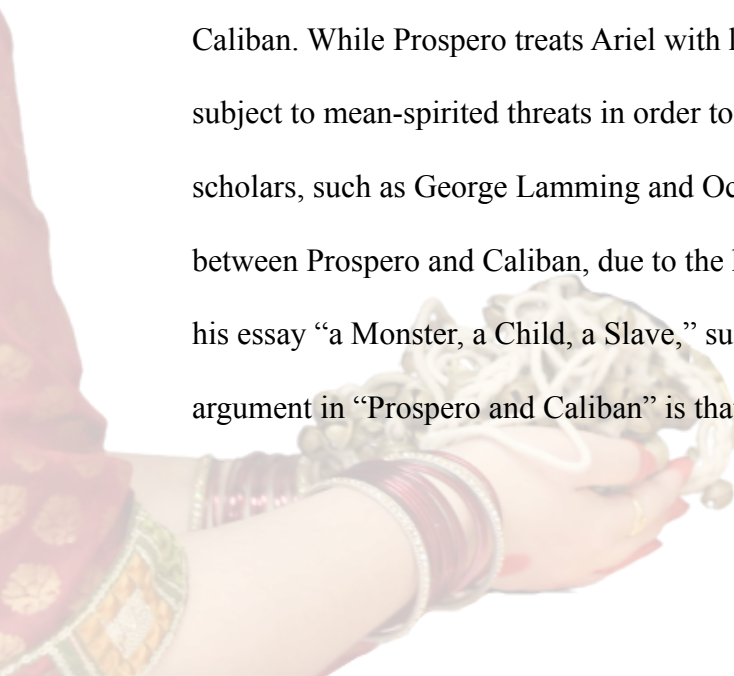 Caliban. While Prospero treats Ariel with
subject to mean-spirited threats in order to
scholars, such as George Lamming and
between Prospero and Caliban, due to the
his essay “a Monster, a Child, a Slave,”
argument in “Prospero and Caliban” is